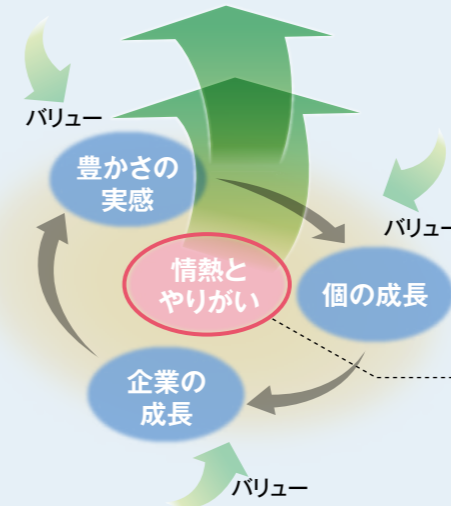 バリュー
豊かさの
実感
バリュー
情熱と
やりがい
個の成長
企業の
成長
バリュー